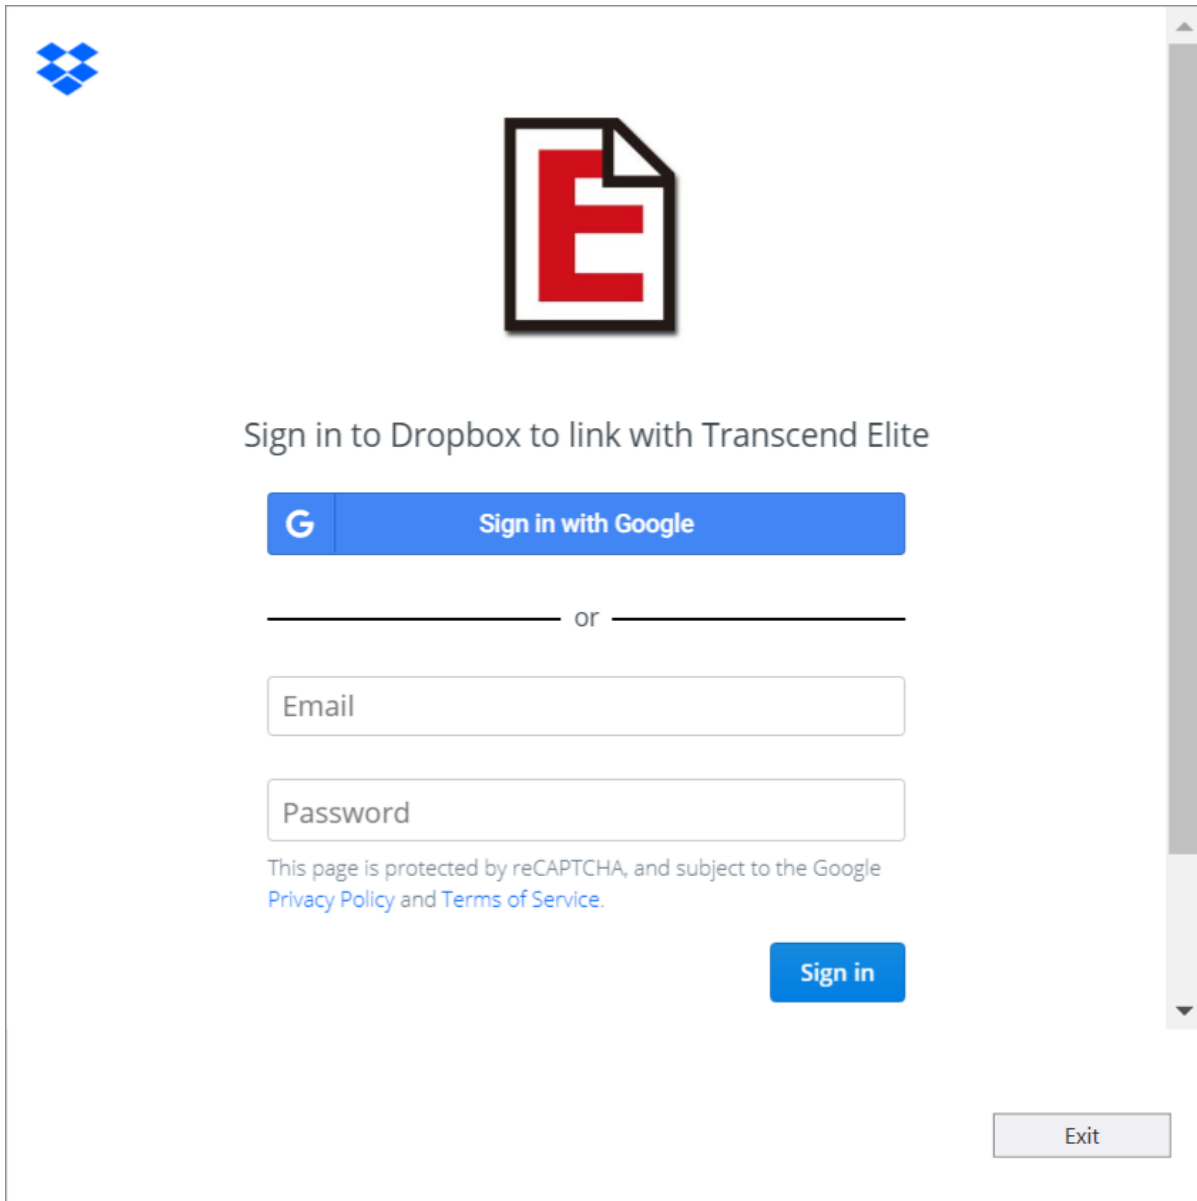 E
Sign in to Dropbox to link with Transcend Elite
G
Sign in with Google
or
Email
Password
This page is protected by reCAPTCHA, and subject to the Google
Privacy Policy and Terms of Service.
Sign in
Exit